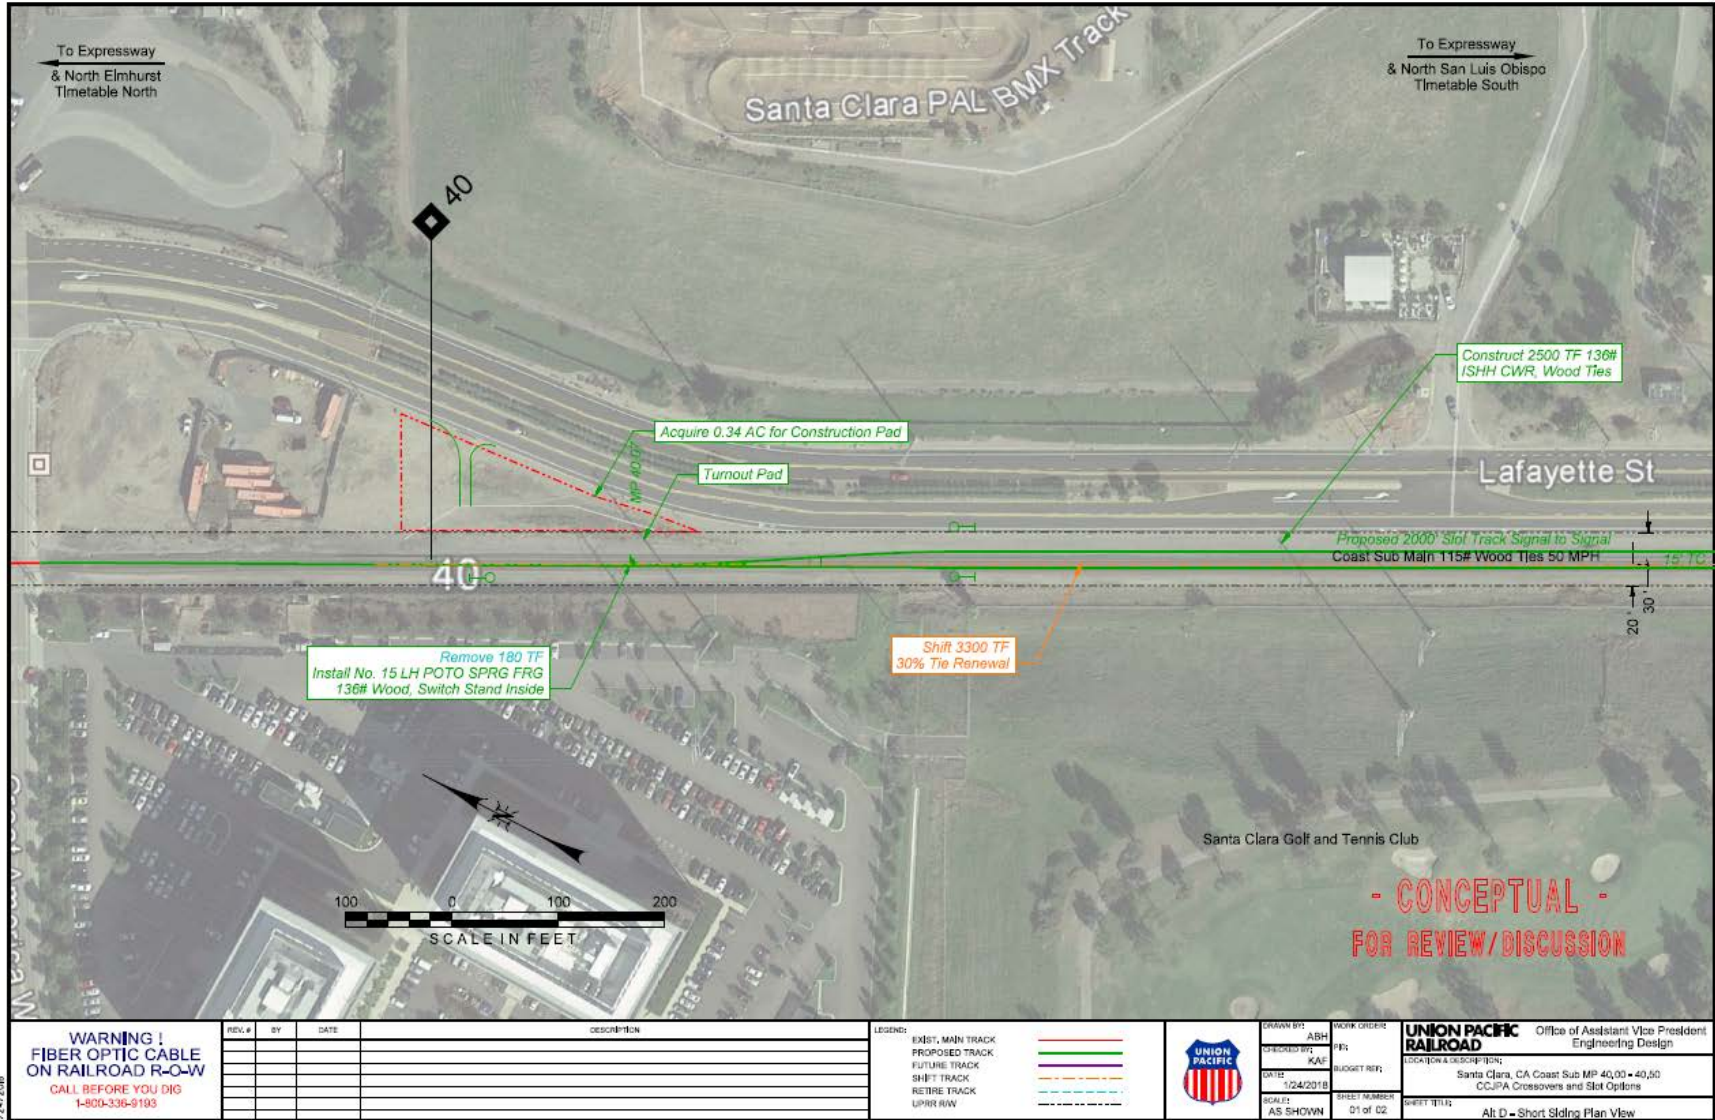 To Expressway
& North Elmhurst
Timetable North
Santa Clara PAL BMX Track
To Expressway
& North San Luis Obispo
Timetable South
40
Construct 2500 TF 136#
ISHH CWR, Wood Ties
Acquire 0.34 AC for Construction Pad
Turnout Pad
Lafayette St
Proposed 2000' Slot Track Signal to Signal
Coast Sub Main 115# Wood Ties 50 MPH
15' TC
40
20'
30'
Remove 180 TF
Install No. 15 LH POTO SPRG FRG
136# Wood, Switch Stand Inside
Shift 3300 TF
30% Tie Renewal
Santa Clara Golf and Tennis Club
100 0 100 200
SCALE IN FEET
- CONCEPTUAL -
FOR REVIEW/DISCUSSION
WARNING !
FIBER OPTIC CABLE
ON RAILROAD R-O-W
CALL BEFORE YOU DIG
1-800-336-9193
REV. # BY DATE DESCRIPTION
LEGEND:
EXIST. MAIN TRACK
PROPOSED TRACK
FUTURE TRACK
SHIFT TRACK
RETIRE TRACK
UPRR R/W
UNION
PACIFIC
DRAWN BY:
ABH
CHECKED BY:
KAF
DATE:
1/24/2018
SCALE:
AS SHOWN
WORK ORDER:
PID:
BUDGET REF:
SHEET NUMBER
01 of 02
UNION PACIFIC
RAILROAD
Office of Assistant Vice President
Engineering Design
LOCATION & DESCRIPTION:
Santa Clara, CA Coast Sub MP 40.00 - 40.50
CCJPA Crossovers and Slot Options
SHEET TITLE:
Alt D - Short Siding Plan View